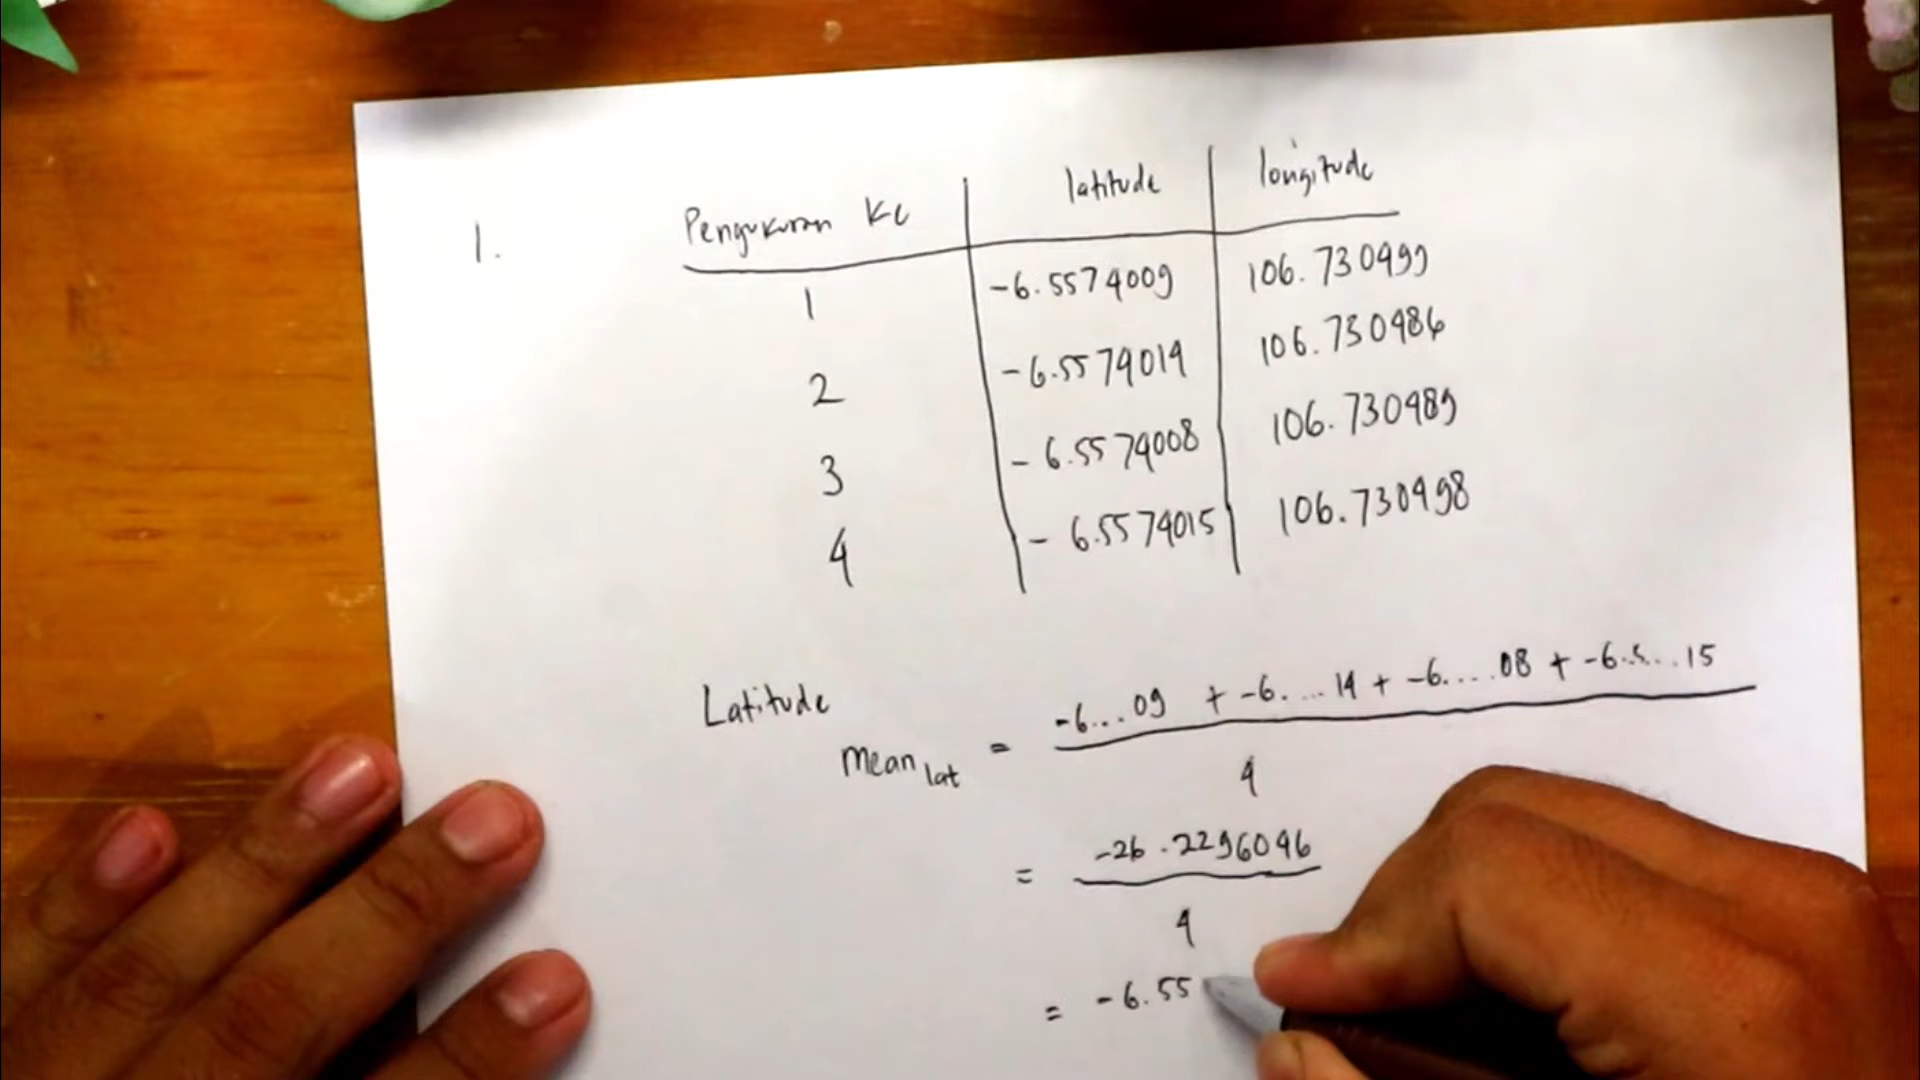 1. Pengukuran Ke latitude longitude
1 -6.5574009 106.730499
2 -6.5574014 106.730486
3 -6.5574008 106.730489
4 -6.5574015 106.730498
Latitude
Mean lat = -6...09 + -6....14 + -6....08 + -6.5...15
4
= -26.2296046
4
= -6.55